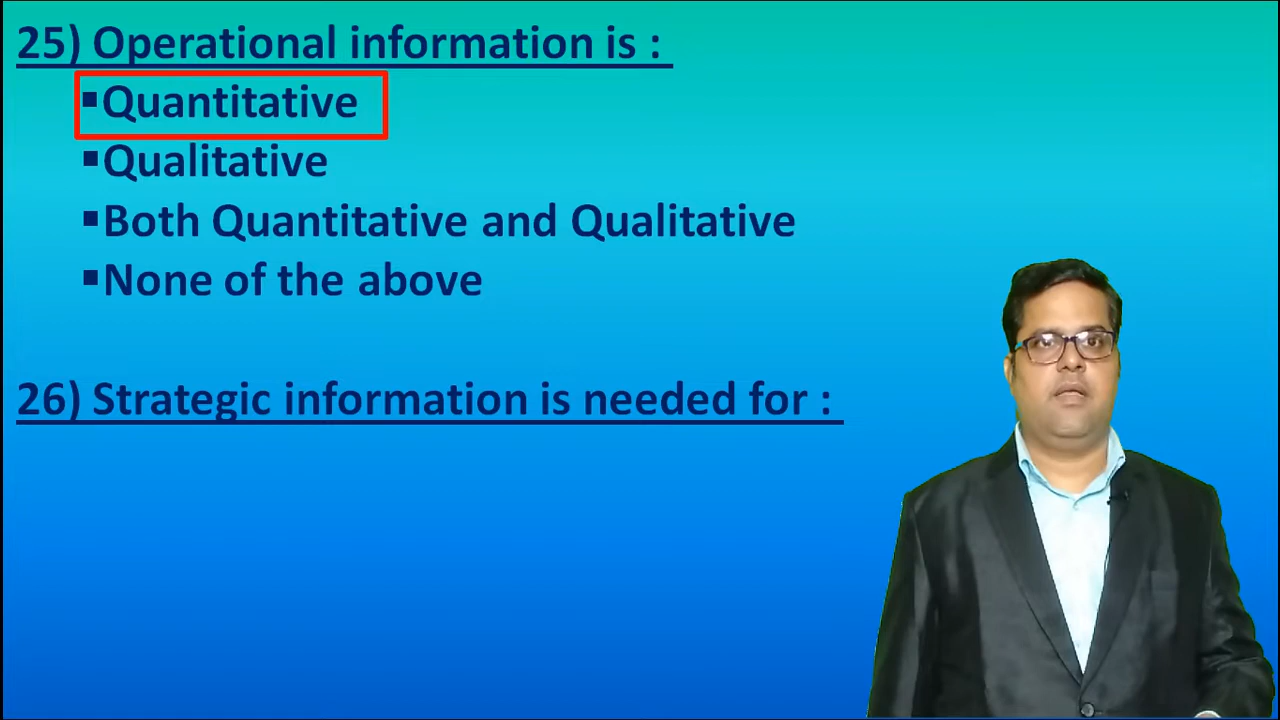 25) Operational information is :
▪Quantitative
▪Qualitative
▪Both Quantitative and Qualitative
▪None of the above
26) Strategic information is needed for :